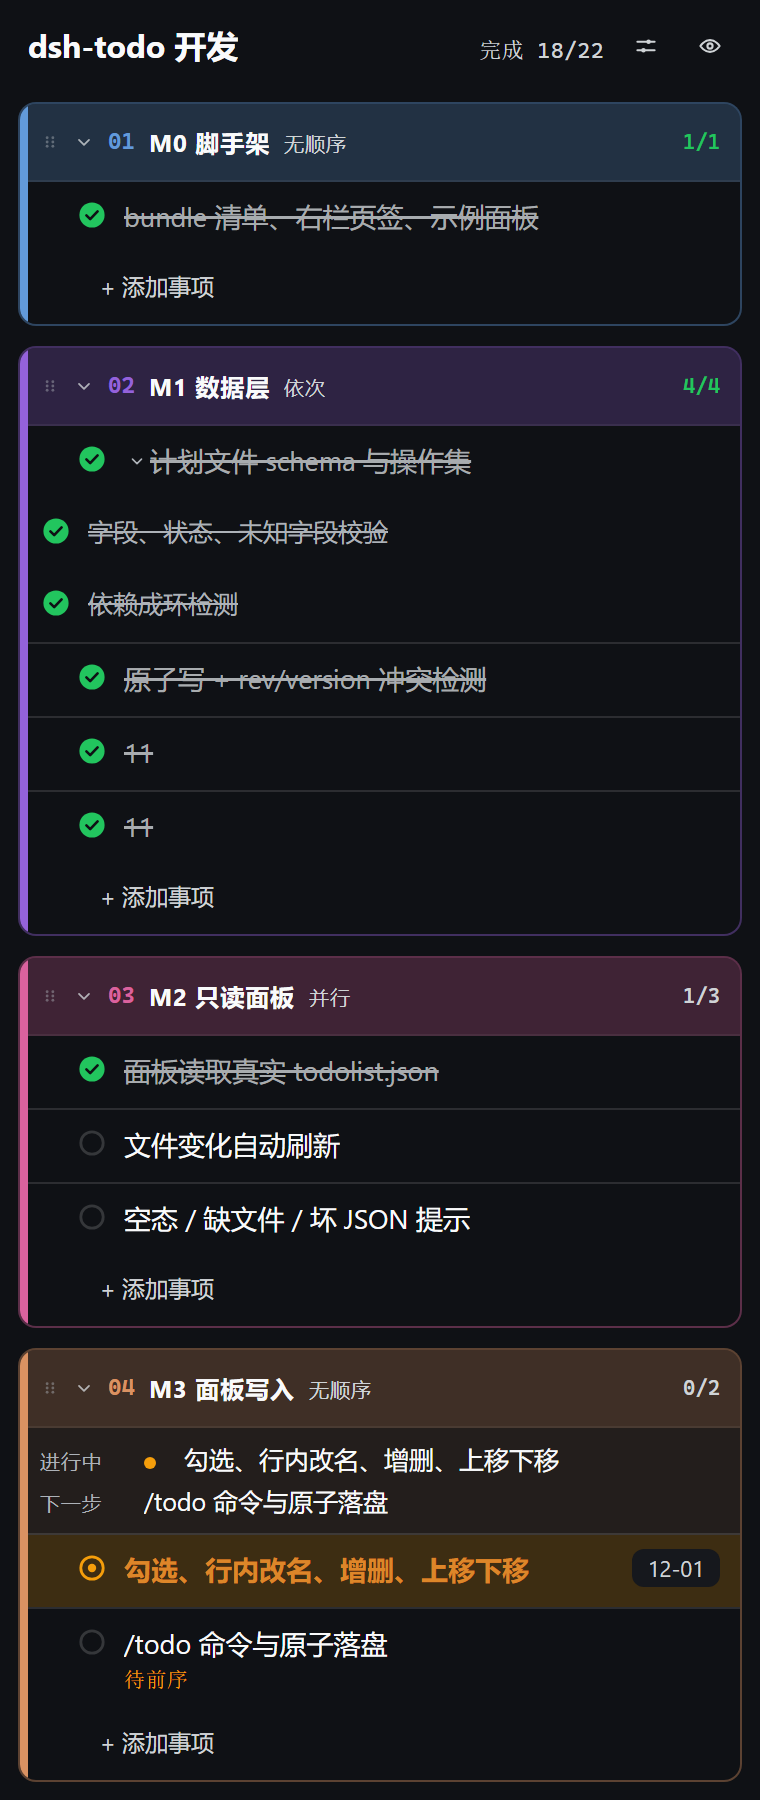 dsh-todo 开发
完成 18/22
01 M0 脚手架 无顺序 1/1
bundle 清单、右栏页签、示例面板
+ 添加事项
02 M1 数据层 依次 4/4
计划文件 schema 与操作集
字段、状态、未知字段校验
依赖成环检测
原子写 + rev/version 冲突检测
11
11
+ 添加事项
03 M2 只读面板 并行 1/3
面板读取真实 todolist.json
文件变化自动刷新
空态 / 缺文件 / 坏 JSON 提示
+ 添加事项
04 M3 面板写入 无顺序 0/2
进行中 勾选、行内改名、增删、上移下移
下一步 /todo 命令与原子落盘
勾选、行内改名、增删、上移下移 12-01
/todo 命令与原子落盘
待前序
+ 添加事项